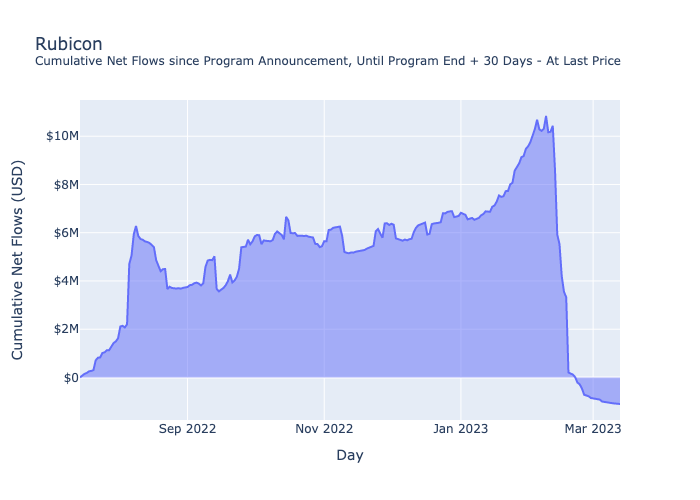 Rubicon
Cumulative Net Flows since Program Announcement, Until Program End + 30 Days - At Last Price
Cumulative Net Flows (USD)
$10M
$8M
$6M
$4M
$2M
$0
Sep 2022
Nov 2022
Jan 2023
Mar 2023
Day